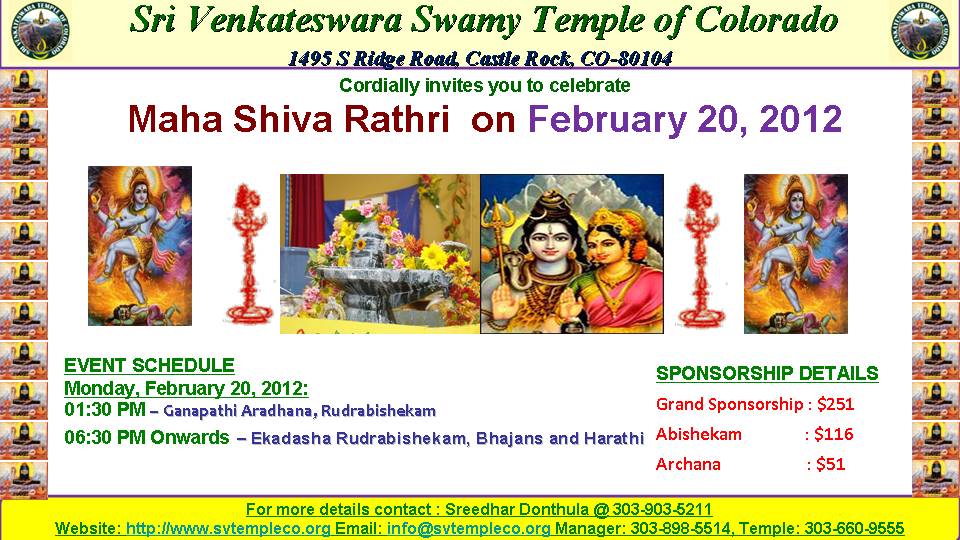 Sri Venkateswara Swamy Temple of Colorado
1495 S Ridge Road, Castle Rock, CO-80104
Cordially invites you to celebrate
Maha Shiva Rathri on February 20, 2012
EVENT SCHEDULE
Monday, February 20, 2012:
01:30 PM – Ganapathi Aradhana, Rudrabishekam
06:30 PM Onwards – Ekadasha Rudrabishekam, Bhajans and Harathi
SPONSORSHIP DETAILS
Grand Sponsorship : $251
Abishekam : $116
Archana : $51
For more details contact : Sreedhar Donthula @ 303-903-5211
Website: http://www.svtempleco.org Email: info@svtempleco.org Manager: 303-898-5514, Temple: 303-660-9555